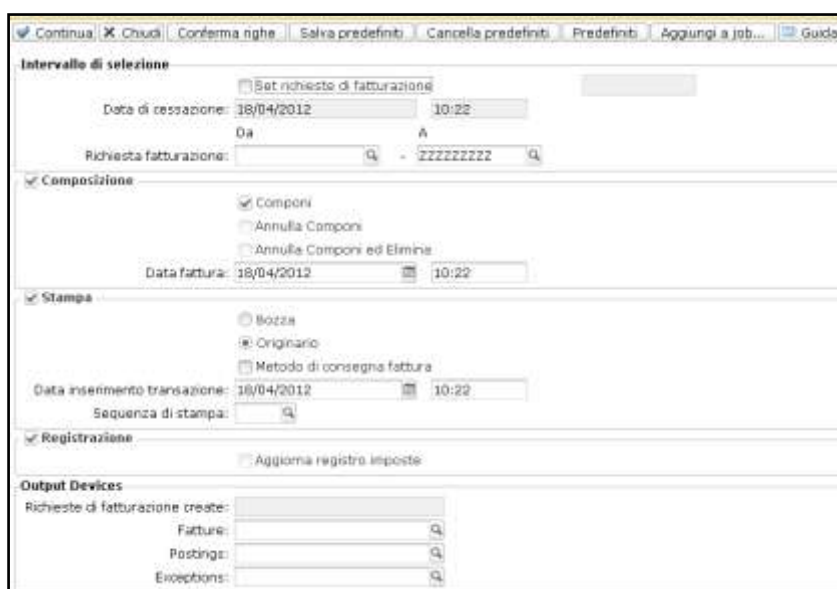 Continua Chiudi Conferma righe Salva predefiniti Cancella predefiniti Predefiniti Aggiungi a job... Guida
Intervallo di selezione
Set richieste di fatturazione
Data di cessazione: 18/04/2012 10:22
Da A
Richiesta fatturazione: - ZZZZZZZZZ
Composizione
Componi
Annulla Componi
Annulla Componi ed Elimina
Data fattura: 18/04/2012 10:22
Stampa
Bozza
Originario
Metodo di consegna fattura
Data inserimento transazione: 18/04/2012 10:22
Sequenza di stampa:
Registrazione
Aggiorna registro imposte
Output Devices
Richieste di fatturazione create:
Fatture:
Postings:
Exceptions: